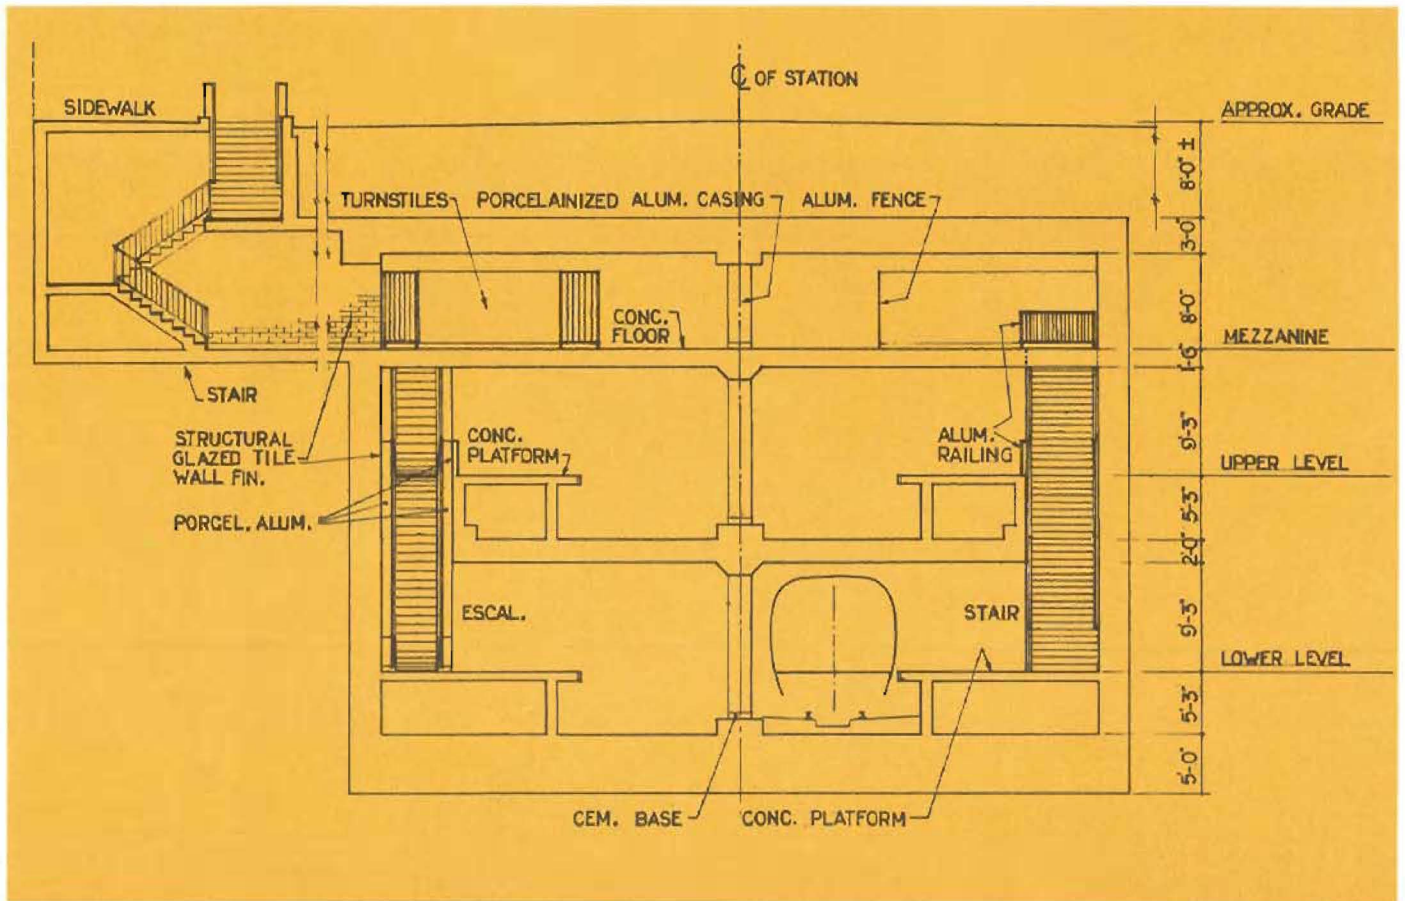 ℄ OF STATION
SIDEWALK
APPROX. GRADE
8'-0" ±
TURNSTILES
PORCELAINIZED ALUM. CASING
ALUM. FENCE
3'-0"
CONC.
FLOOR
8'-0"
MEZZANINE
1'-6"
STAIR
STRUCTURAL
GLAZED TILE
WALL FIN.
CONC.
PLATFORM
ALUM.
RAILING
9'-3"
UPPER LEVEL
PORCEL. ALUM.
5'-3"
2'-0"
ESCAL.
STAIR
9'-3"
LOWER LEVEL
5'-3"
5'-0"
CEM. BASE
CONC. PLATFORM